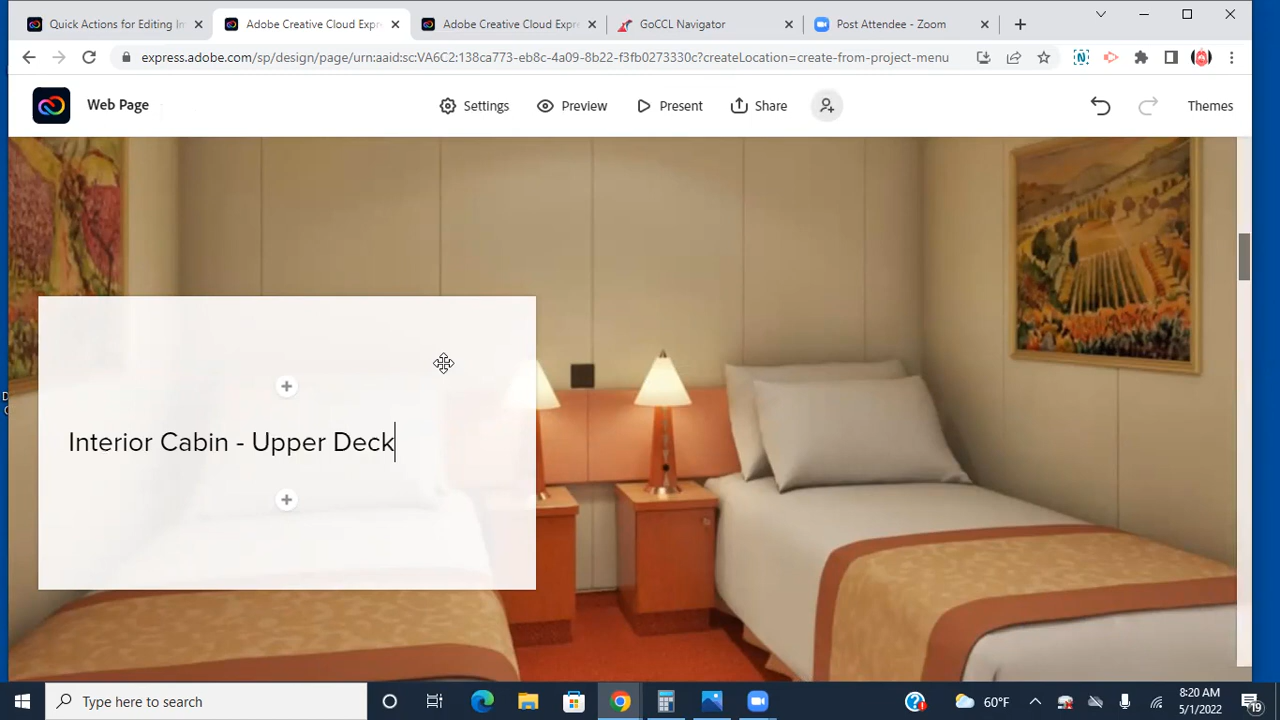 Quick Actions for Editing Im
Adobe Creative Cloud Expr
Adobe Creative Cloud Expre
GoCCL Navigator
Post Attendee - Zoom
express.adobe.com/sp/design/page/urn:aaid:sc:VA6C2:138ca773-eb8c-4a09-8b22-f3fb0273330c?createLocation=create-from-project-menu
Web Page
Settings
Preview
Present
Share
Themes
Interior Cabin - Upper Deck
Type here to search
60°F
8:20 AM
5/1/2022
19